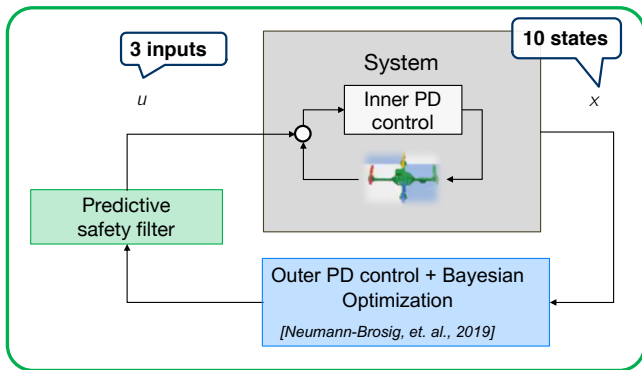 3 inputs
10 states
System
u
x
Inner PD
control
Predictive
safety filter
Outer PD control + Bayesian
Optimization
[Neumann-Brosig, et. al., 2019]